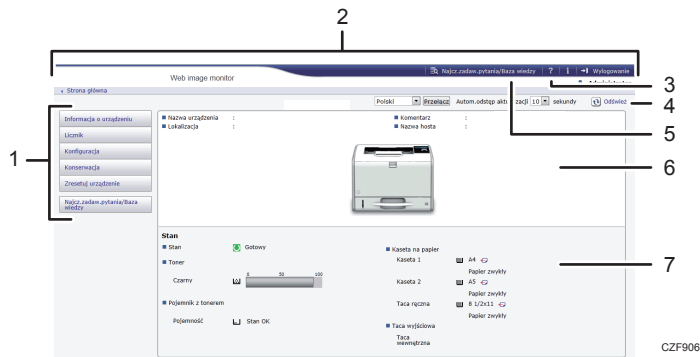 2
Najcz.zadaw.pytania/Baza wiedzy ? i Wylogowanie
Web image monitor
3
Strona główna
Polski Przełącz Autom.odstęp aktualizacji 10 sekundy Odśwież
4
5
1
Informacja o urządzeniu
Licznik
Konfiguracja
Konserwacja
Zresetuj urządzenie
Najcz.zadaw.pytania/Baza
wiedzy
Nazwa urządzenia :
Komentarz :
Lokalizacja :
Nazwa hosta :
6
Stan
Stan Gotowy
Toner
0 50 100
Czarny
Pojemnik z tonerem
Pojemność Stan OK
Kaseta na papier
Kaseta 1 A4
Papier zwykły
Kaseta 2 A5
Papier zwykły
Taca ręczna 8 1/2x11
Papier zwykły
Taca wyjściowa
Taca
wewnętrzna
7
CZF906